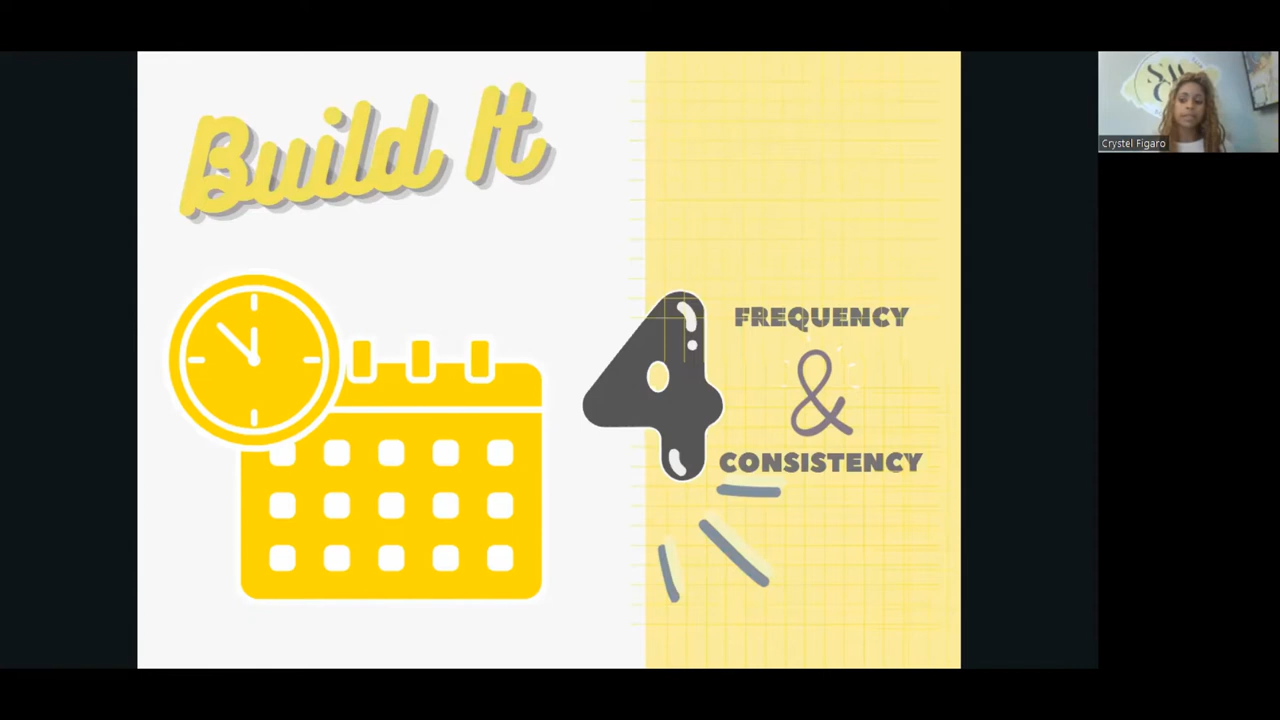 Build It
4
FREQUENCY
&
CONSISTENCY
Crystel Figaro